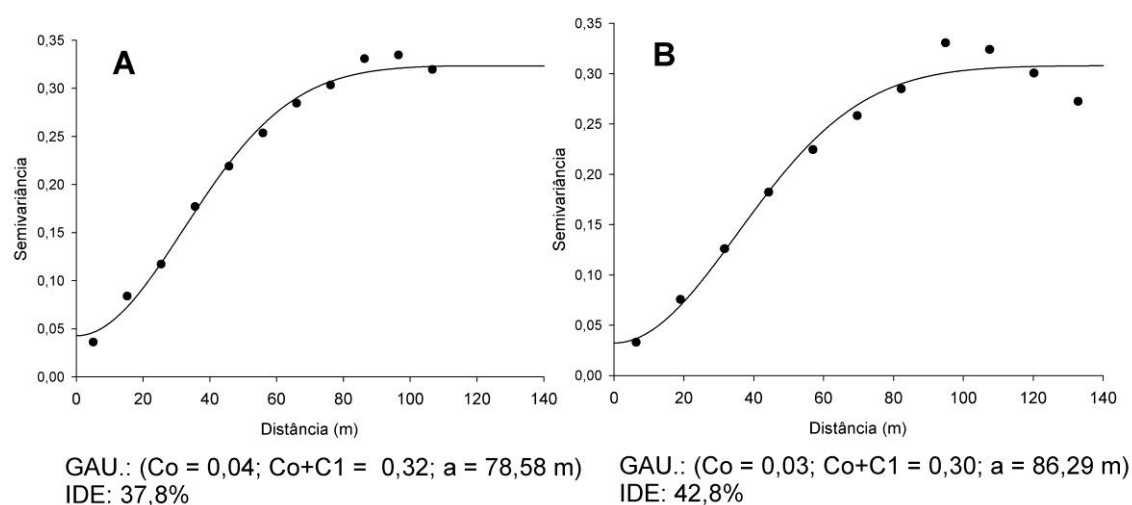 A
0,35
0,30
0,25
0,20
0,15
0,10
0,05
0,00
Semivariância
0 20 40 60 80 100 120 140
Distância (m)
GAU.: (Co = 0,04; Co+C1 = 0,32; a = 78,58 m)
IDE: 37,8%
B
0,35
0,30
0,25
0,20
0,15
0,10
0,05
0,00
Semivariância
0 20 40 60 80 100 120 140
Distância (m)
GAU.: (Co = 0,03; Co+C1 = 0,30; a = 86,29 m)
IDE: 42,8%